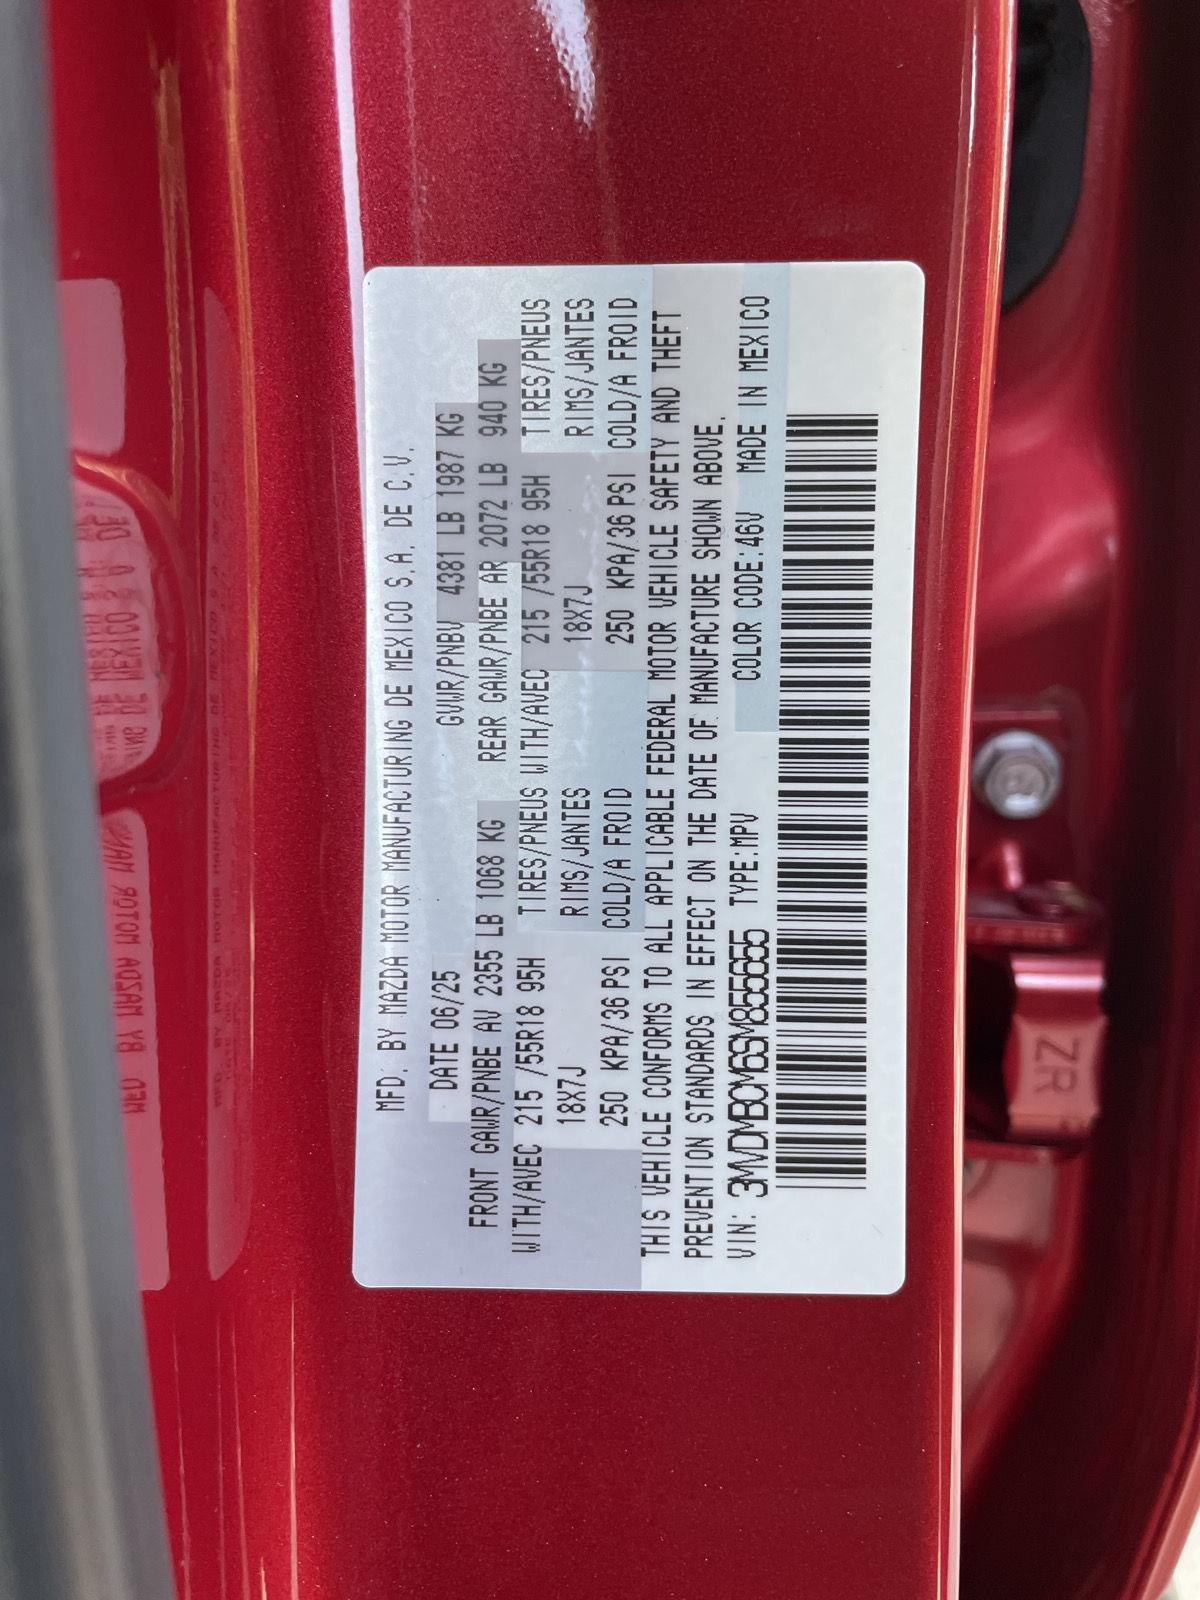 MFD. BY MAZDA MOTOR MANUFACTURING DE MEXICO S.A. DE C.V.
DATE 06/25 GVWR/PNBV 4381 LB 1987 KG
FRONT GAWR/PNBE AV 2355 LB 1068 KG REAR GAWR/PNBE AR 2072 LB 940 KG
WITH/AVEC 215 /55R18 95H TIRES/PNEUS WITH/AVEC 215 /55R18 95H TIRES/PNEUS
18X7J RIMS/JANTES 18X7J RIMS/JANTES
250 KPA/36 PSI COLD/A FROID 250 KPA/36 PSI COLD/A FROID
THIS VEHICLE CONFORMS TO ALL APPLICABLE FEDERAL MOTOR VEHICLE SAFETY AND THEFT
PREVENTION STANDARDS IN EFFECT ON THE DATE OF MANUFACTURE SHOWN ABOVE.
VIN: 3MVDMBCM6SM855655 TYPE:MPV COLOR CODE:46V MADE IN MEXICO
ZR